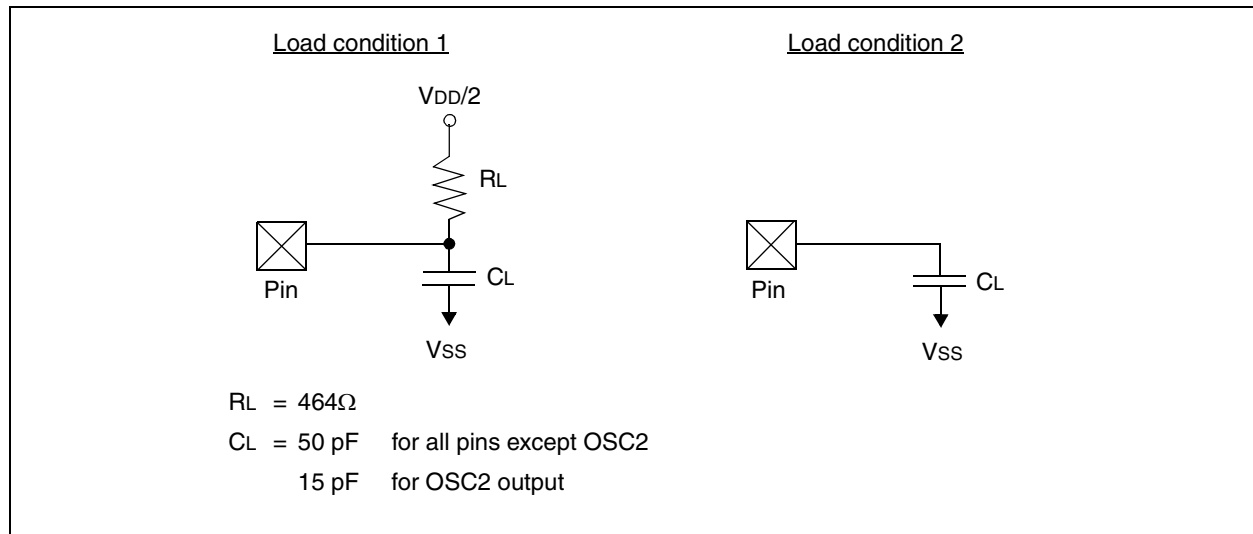 Load condition 1
VDD/2
RL
Pin
CL
VSS
Load condition 2
Pin
CL
VSS
RL = 464Ω
CL = 50 pF for all pins except OSC2
15 pF for OSC2 output